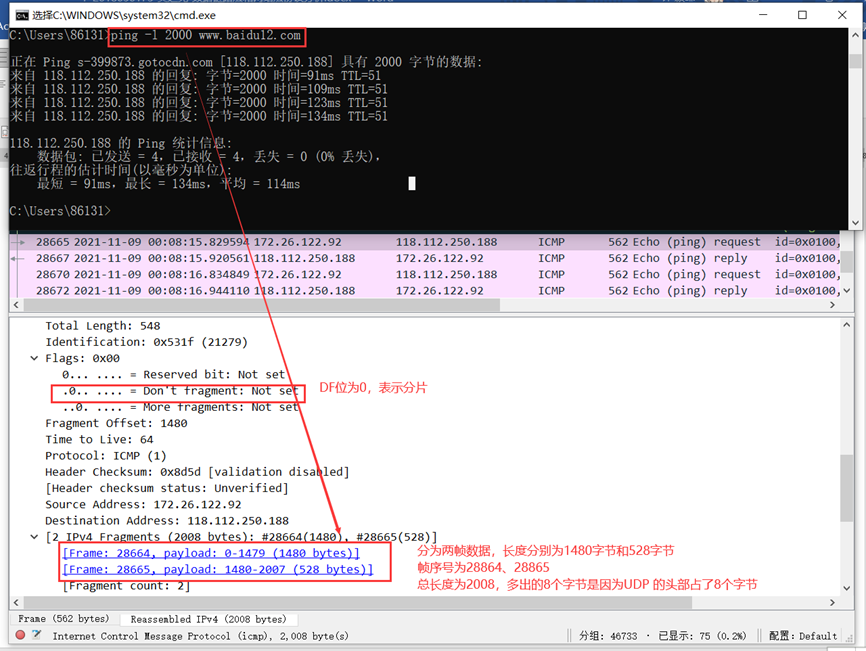 选择C:\WINDOWS\system32\cmd.exe
C:\Users\86131>ping -l 2000 www.baidu12.com
正在 Ping s-399873.gotocdn.com [118.112.250.188] 具有 2000 字节的数据:
来自 118.112.250.188 的回复: 字节=2000 时间=91ms TTL=51
来自 118.112.250.188 的回复: 字节=2000 时间=109ms TTL=51
来自 118.112.250.188 的回复: 字节=2000 时间=123ms TTL=51
来自 118.112.250.188 的回复: 字节=2000 时间=134ms TTL=51
118.112.250.188 的 Ping 统计信息:
数据包: 已发送 = 4，已接收 = 4，丢失 = 0 (0% 丢失)，
往返行程的估计时间(以毫秒为单位):
最短 = 91ms，最长 = 134ms，平均 = 114ms
C:\Users\86131>
28665 2021-11-09 00:08:15.829594 172.26.122.92 118.112.250.188 ICMP 562 Echo (ping) request id=0x0100,
28667 2021-11-09 00:08:15.920561 118.112.250.188 172.26.122.92 ICMP 562 Echo (ping) reply id=0x0100,
28670 2021-11-09 00:08:16.834849 172.26.122.92 118.112.250.188 ICMP 562 Echo (ping) request id=0x0100,
28672 2021-11-09 00:08:16.944110 118.112.250.188 172.26.122.92 ICMP 562 Echo (ping) reply id=0x0100,
Total Length: 548
Identification: 0x531f (21279)
Flags: 0x00
0... .... = Reserved bit: Not set
.0.. .... = Don't fragment: Not set
DF位为0，表示分片
..0. .... = More fragments: Not set
Fragment Offset: 1480
Time to Live: 64
Protocol: ICMP (1)
Header Checksum: 0x8d5d [validation disabled]
[Header checksum status: Unverified]
Source Address: 172.26.122.92
Destination Address: 118.112.250.188
[2 IPv4 Fragments (2008 bytes): #28664(1480), #28665(528)]
[Frame: 28664, payload: 0-1479 (1480 bytes)]
[Frame: 28665, payload: 1480-2007 (528 bytes)]
[Fragment count: 2]
分为两帧数据，长度分别为1480字节和528字节
帧序号为28864、28865
总长度为2008，多出的8个字节是因为UDP 的头部占了8个字节
Frame (562 bytes) Reassembled IPv4 (2008 bytes)
Internet Control Message Protocol (icmp), 2,008 byte(s) 分组: 46733 · 已显示: 75 (0.2%) 配置: Default